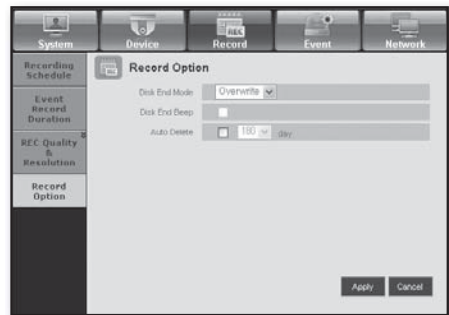 System Device Record Event Network
REC
Recording
Schedule
Event
Record
Duration
REC Quality
&
Resolution
Record
Option
Record Option
Disk End Mode Overwrite
Disk End Beep
Auto Delete 180 day
Apply Cancel